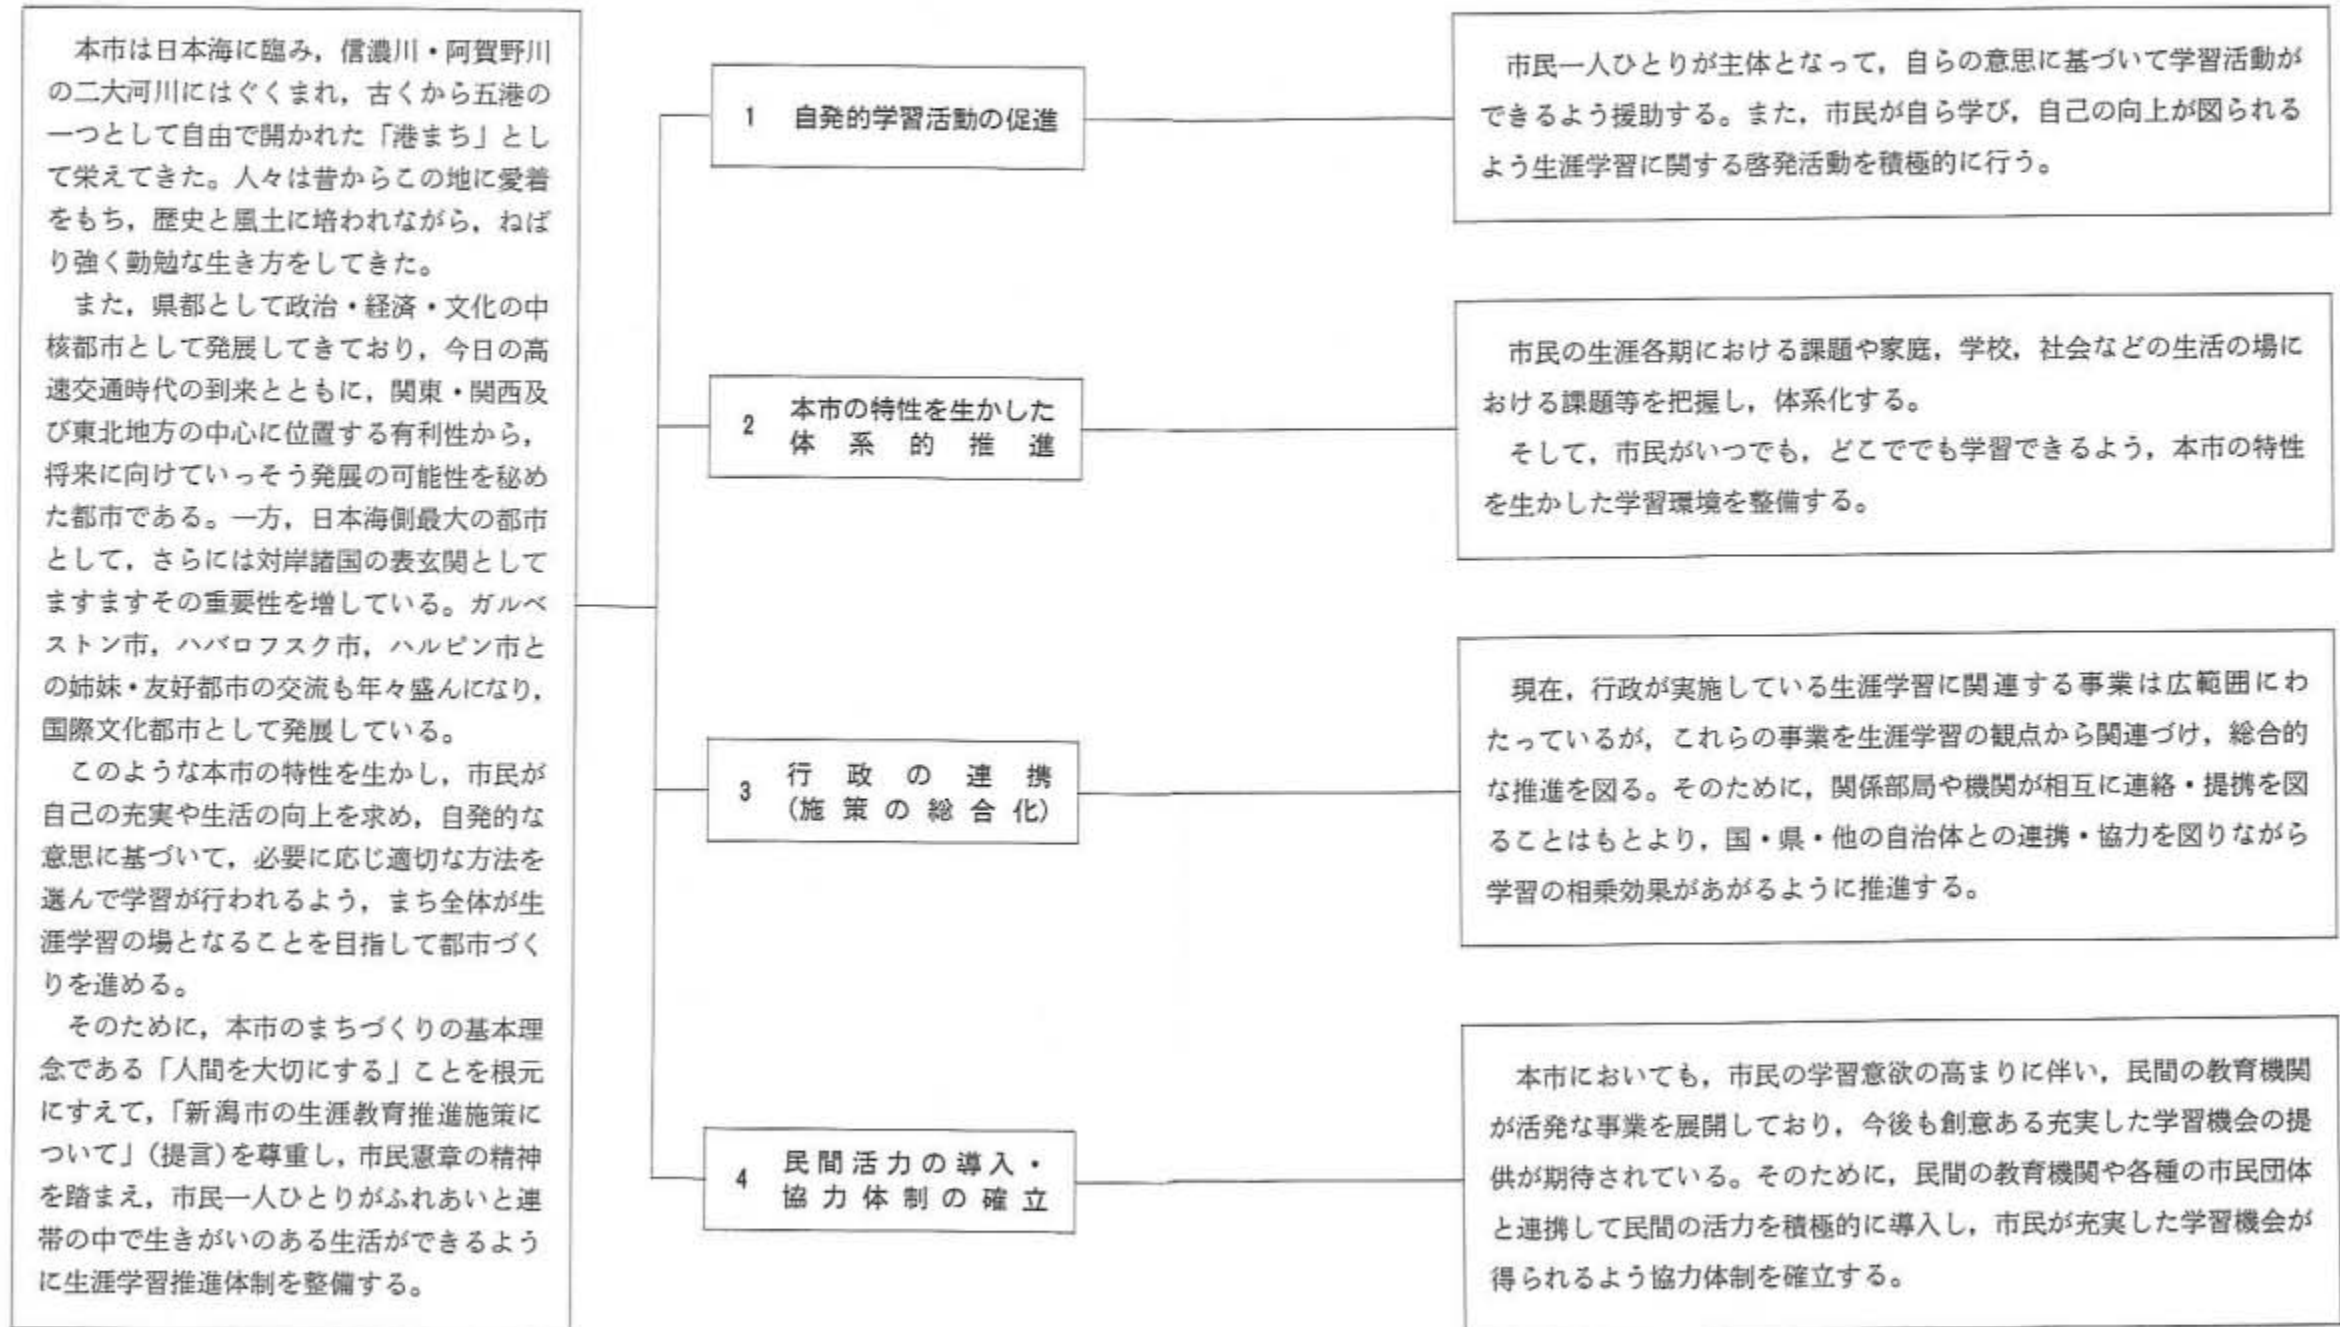 本市は日本海に臨み，信濃川・阿賀野川
の二大河川にはぐくまれ，古くから五港の
一つとして自由で開かれた「港まち」とし
て栄えてきた。人々は昔からこの地に愛着
をもち，歴史と風土に培われながら，ねば
り強く勤勉な生き方をしてきた。
また，県都として政治・経済・文化の中
核都市として発展してきており，今日の高
速交通時代の到来とともに，関東・関西及
び東北地方の中心に位置する有利性から，
将来に向けていっそう発展の可能性を秘め
た都市である。一方，日本海側最大の都市
として，さらには対岸諸国の表玄関として
ますますその重要性を増している。ガルベ
ストン市，ハバロフスク市，ハルピン市と
の姉妹・友好都市の交流も年々盛んになり，
国際文化都市として発展している。
このような本市の特性を生かし，市民が
自己の充実や生活の向上を求め，自発的な
意思に基づいて，必要に応じ適切な方法を
選んで学習が行われるよう，まち全体が生
涯学習の場となることを目指して都市づく
りを進める。
そのために，本市のまちづくりの基本理
念である「人間を大切にする」ことを根元
にすえて，「新潟市の生涯教育推進施策に
ついて」（提言）を尊重し，市民憲章の精神
を踏まえ，市民一人ひとりがふれあいと連
帯の中で生きがいのある生活ができるよう
に生涯学習推進体制を整備する。
1 自発的学習活動の促進
市民一人ひとりが主体となって，自らの意思に基づいて学習活動が
できるよう援助する。また，市民が自ら学び，自己の向上が図られる
よう生涯学習に関する啓発活動を積極的に行う。
2 本市の特性を生かした
体系的推進
市民の生涯各期における課題や家庭，学校，社会などの生活の場に
おける課題等を把握し，体系化する。
そして，市民がいつでも，どこででも学習できるよう，本市の特性
を生かした学習環境を整備する。
3 行政の連携
（施策の総合化）
現在，行政が実施している生涯学習に関連する事業は広範囲にわ
たっているが，これらの事業を生涯学習の観点から関連づけ，総合的
な推進を図る。そのために，関係部局や機関が相互に連絡・提携を図
ることはもとより，国・県・他の自治体との連携・協力を図りながら
学習の相乗効果があがるように推進する。
4 民間活力の導入・
協力体制の確立
本市においても，市民の学習意欲の高まりに伴い，民間の教育機関
が活発な事業を展開しており，今後も創意ある充実した学習機会の提
供が期待されている。そのために，民間の教育機関や各種の市民団体
と連携して民間の活力を積極的に導入し，市民が充実した学習機会が
得られるよう協力体制を確立する。